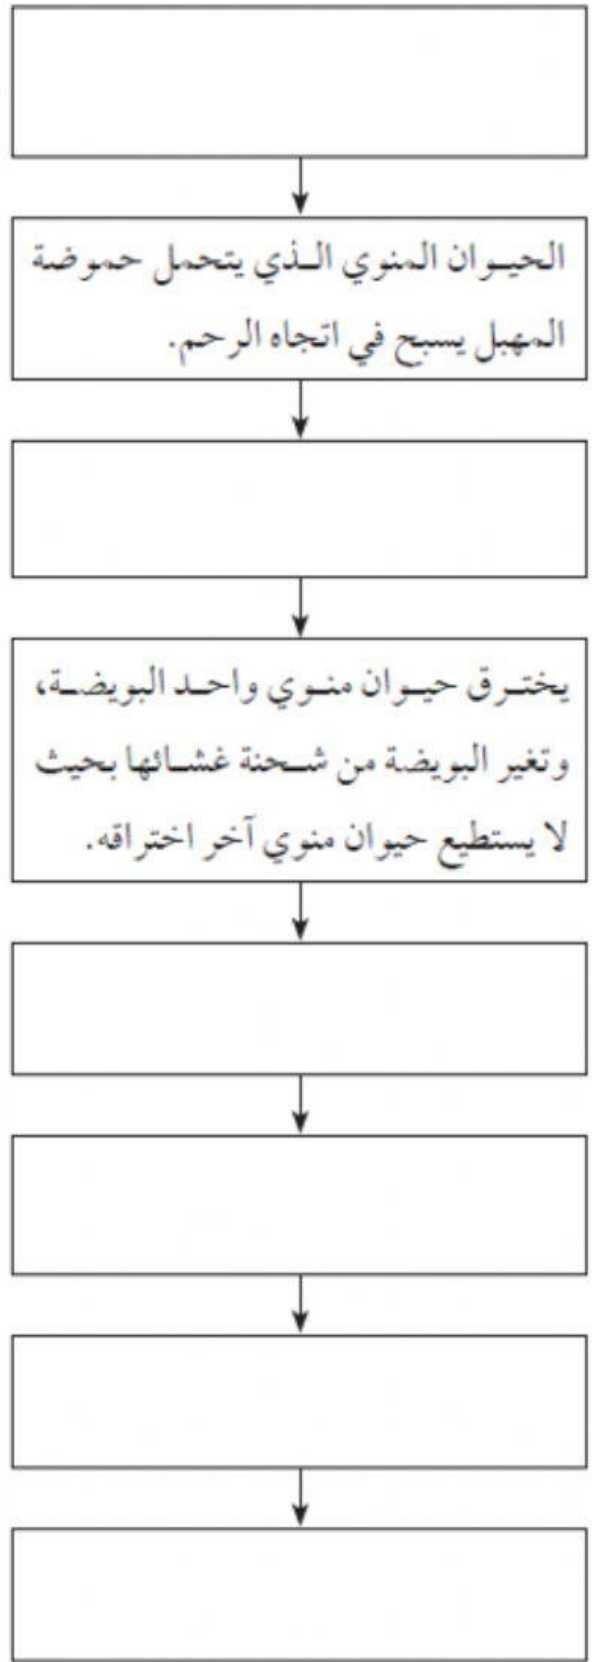 الحيوان المنوي الذي يتحمل حموضة
المهبل يسبح في اتجاه الرحم.
يخترق حيوان منوي واحد البويضة،
وتغير البويضة من شحنة غشائها بحيث
لا يستطيع حيوان منوي آخر اختراقه.